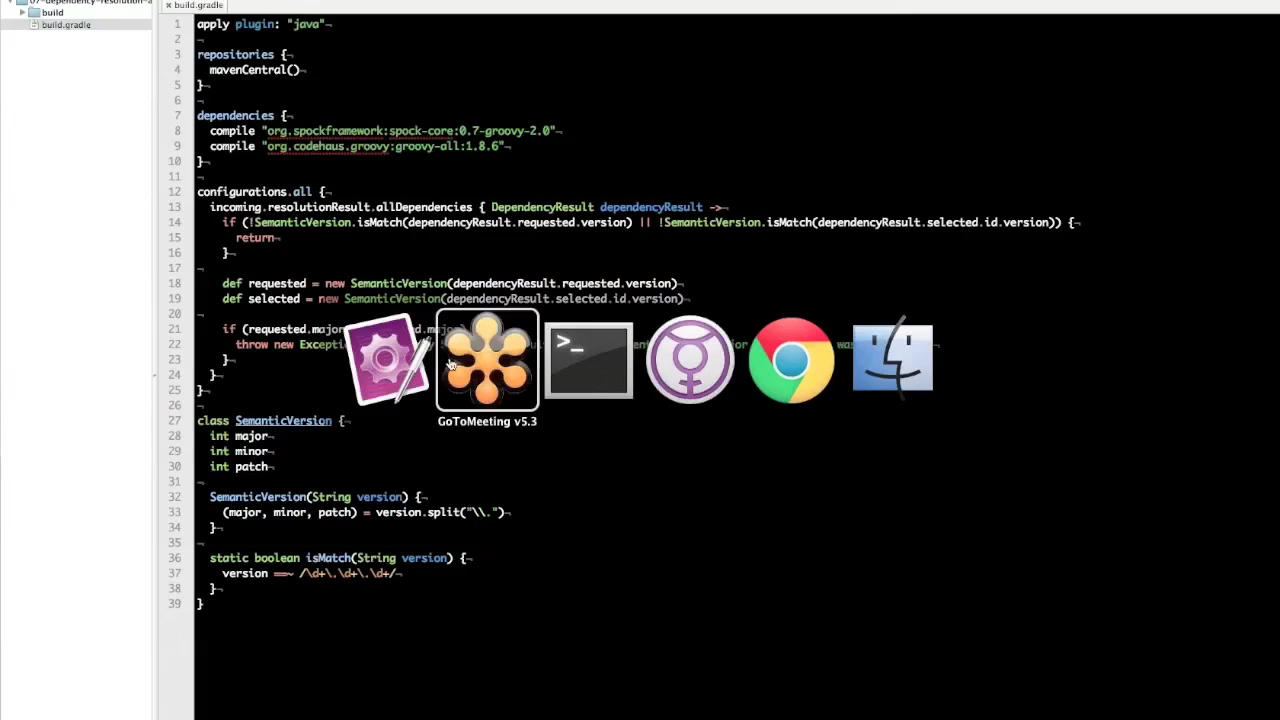 07-dependency-resolution-a
build
build.gradle
× build.gradle
1 apply plugin: "java"¬
2 ¬
3 repositories {¬
4 mavenCentral()¬
5 }¬
6 ¬
7 dependencies {¬
8 compile "org.spockframework:spock-core:0.7-groovy-2.0"¬
9 compile "org.codehaus.groovy:groovy-all:1.8.6"¬
10 }¬
11 ¬
12 configurations.all {¬
13 incoming.resolutionResult.allDependencies { DependencyResult dependencyResult ->¬
14 if (!SemanticVersion.isMatch(dependencyResult.requested.version) || !SemanticVersion.isMatch(dependencyResult.selected.id.version)) {¬
15 return¬
16 }¬
17 ¬
18 def requested = new SemanticVersion(dependencyResult.requested.version)¬
19 def selected = new SemanticVersion(dependencyResult.selected.id.version)¬
20 ¬
21 if (requested.major
22 throw new Except
23 }¬
24 }¬
25 }¬
26 ¬
27 class SemanticVersion {¬
28 int major¬
29 int minor¬
30 int patch¬
31 ¬
32 SemanticVersion(String version) {¬
33 (major, minor, patch) = version.split("\\.")¬
34 }¬
35 ¬
36 static boolean isMatch(String version) {¬
37 version ==~ /\d+\.\d+\.\d+/¬
38 }¬
39 }
>_
GoToMeeting v5.3